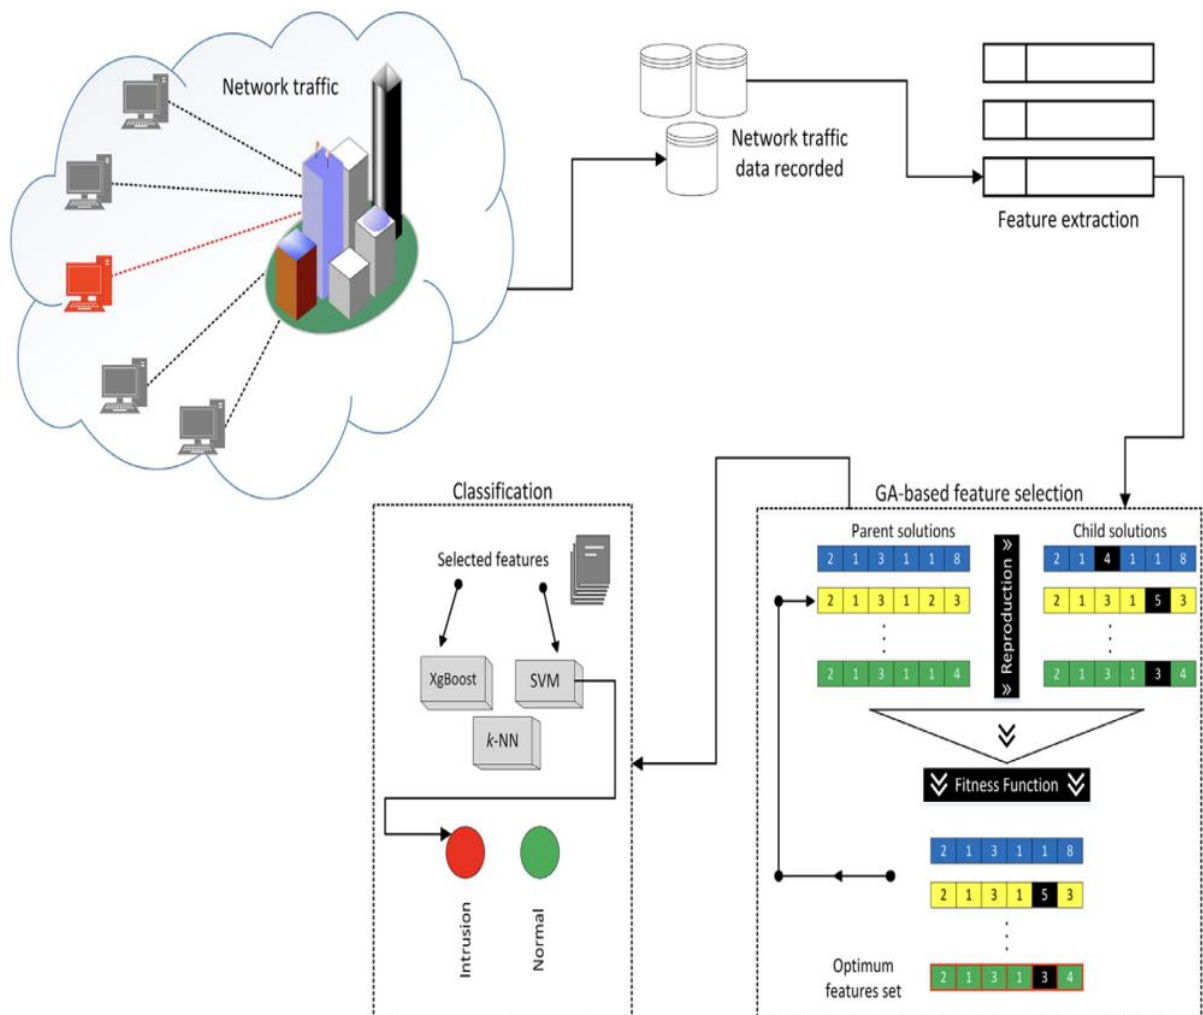 Network traffic
Network traffic
data recorded
Feature extraction
Classification
Selected features
XgBoost
SVM
k-NN
Intrusion
Normal
GA-based feature selection
Parent solutions
Child solutions
2 1 3 1 1 8
2 1 4 1 1 8
2 1 3 1 2 3
2 1 3 1 5 3
2 1 3 1 1 4
2 1 3 1 3 4
Reproduction
Fitness Function
2 1 3 1 1 8
2 1 3 1 5 3
Optimum
features set
2 1 3 1 3 4